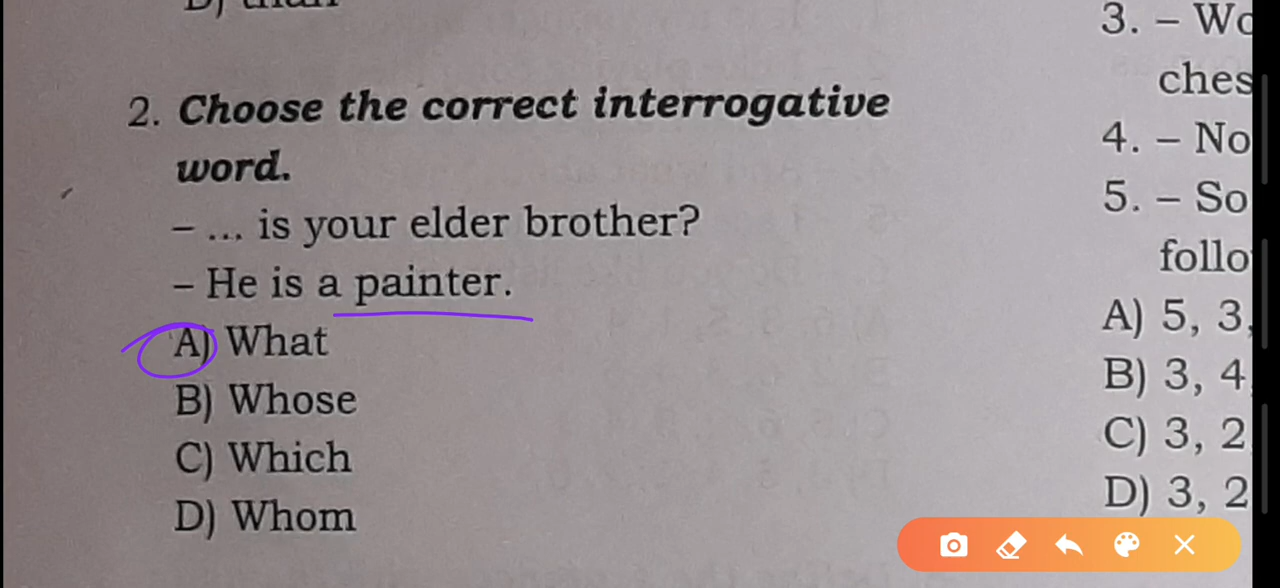 D) than
2. Choose the correct interrogative
word.
– ... is your elder brother?
– He is a painter.
A) What
B) Whose
C) Which
D) Whom
3. –
4. – No
5. – So
A) 5, 3,
B) 3, 4
C) 3, 2
D) 3, 2